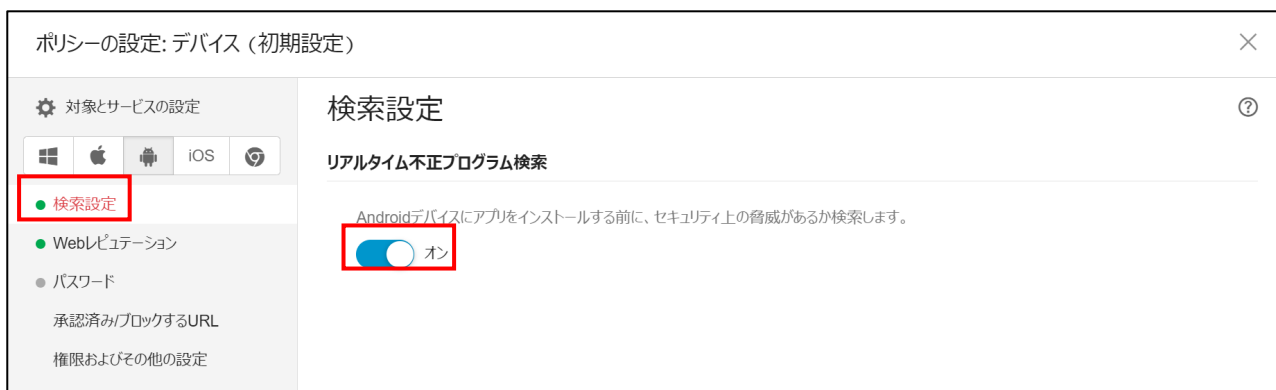 ポリシーの設定: デバイス (初期設定)
対象とサービスの設定
iOS
検索設定
Webレピュテーション
パスワード
承認済み/ブロックするURL
権限およびその他の設定
検索設定
リアルタイム不正プログラム検索
Androidデバイスにアプリをインストールする前に、セキュリティ上の脅威があるか検索します。
オン